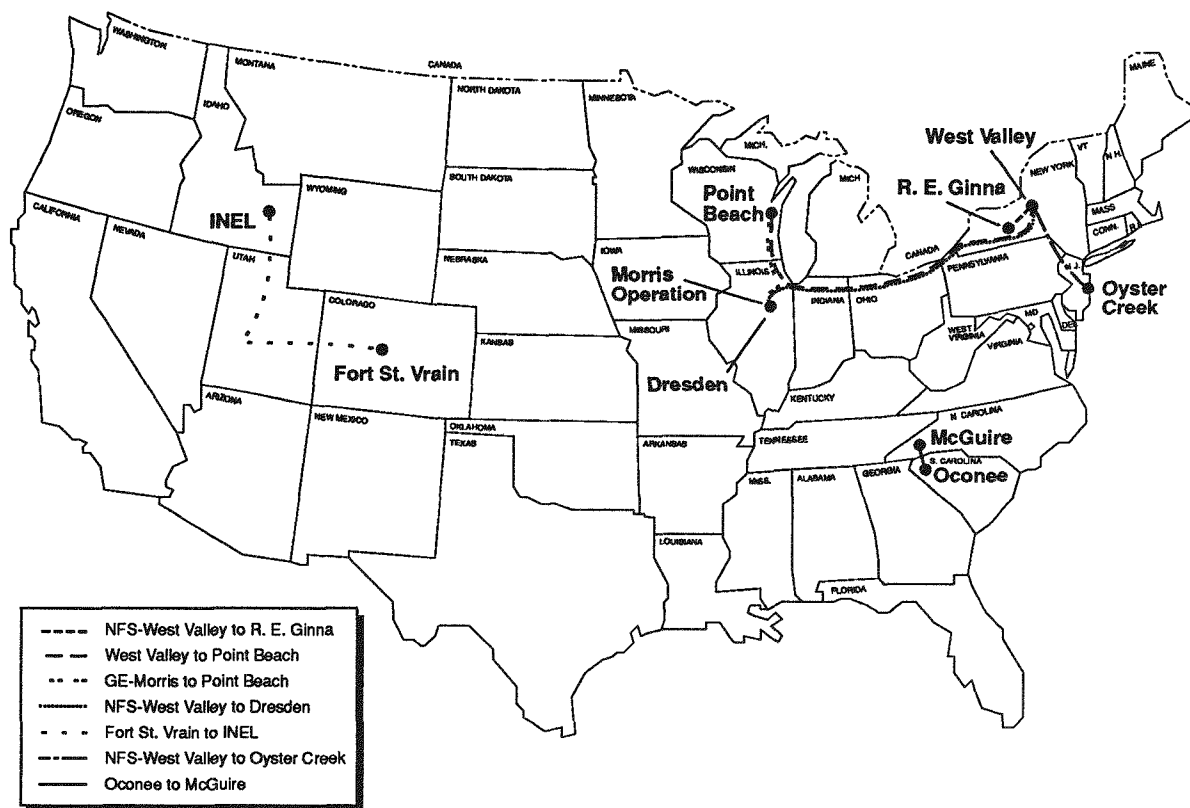 WASHINGTON
MONTANA
CANADA
MAINE
NORTH DAKOTA
MINNESOTA
IDAHO
OREGON
West Valley
VT
N.H.
MICH.
NEW YORK
WISCONSIN
MICH
SOUTH DAKOTA
R. E. Ginna
WYOMING
Point
Beach
MASS
CALIFORNIA
INEL
NEVADA
CONN.
R.I.
IOWA
CANADA
UTAH
NEBRASKA
ILLINOIS
PENNSYLVANIA
N.J.
Morris
Operation
COLORADO
INDIANA
OHIO
Oyster
Creek
MD
DEL
MISSOURI
WEST
VIRGINIA
KANSAS
VIRGINIA
Fort St. Vrain
Dresden
ARIZONA
KENTUCKY
NEW MEXICO
N. CAROLINA
OKLAHOMA
TEXAS
ARKANSAS
TENNESSEE
McGuire
S. CAROLINA
GEORGIA
Oconee
MISS.
ALABAMA
LOUISIANA
FLORIDA
NFS-West Valley to R. E. Ginna
West Valley to Point Beach
GE-Morris to Point Beach
NFS-West Valley to Dresden
Fort St. Vrain to INEL
NFS-West Valley to Oyster Creek
Oconee to McGuire